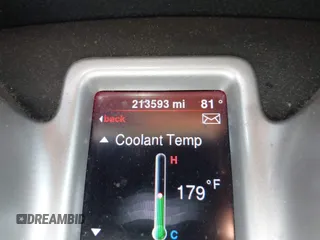 213593 mi 81°
back
Coolant Temp
H
179°F
C
DREAMBID